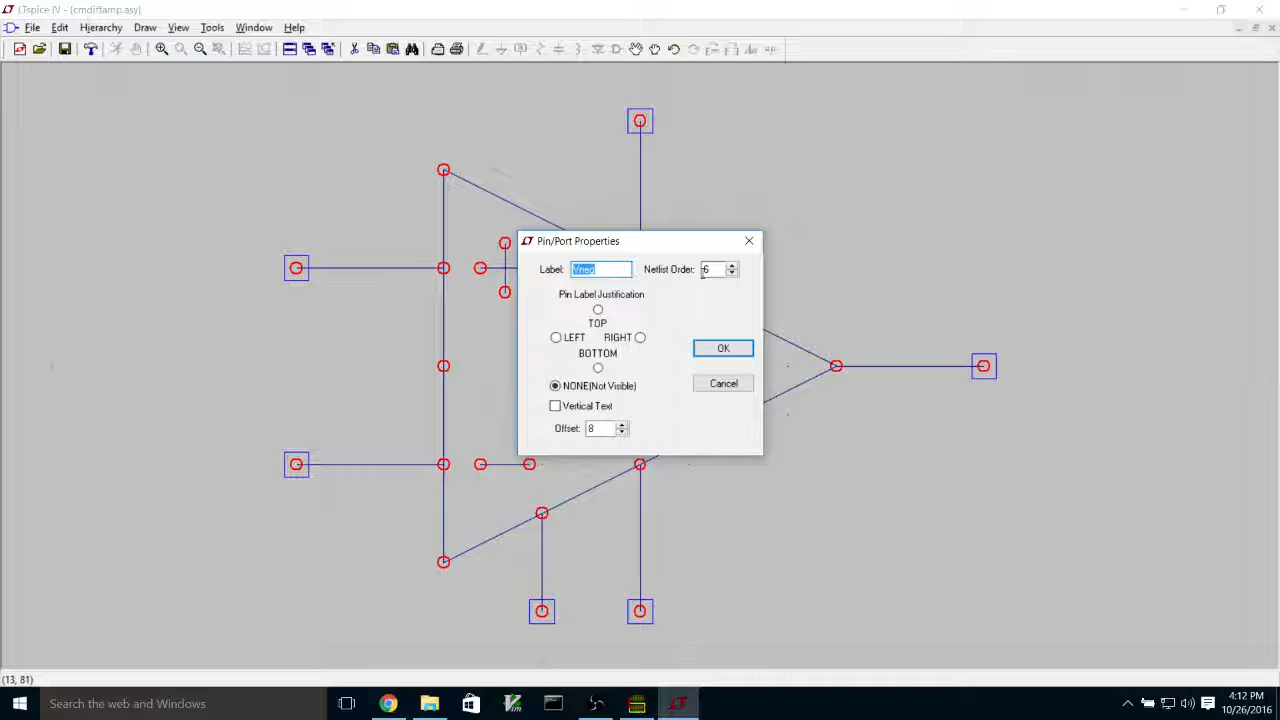 LTspice IV - [cmdiffamp.asy]
File Edit Hierarchy Draw View Tools Window Help
Pin/Port Properties
Label: Vneg Netlist Order: 6
Pin Label Justification
TOP
LEFT RIGHT
BOTTOM
OK
NONE(Not Visible)
Cancel
Vertical Text
Offset: 8
(13, 81)
Search the web and Windows
4:12 PM
10/26/2016